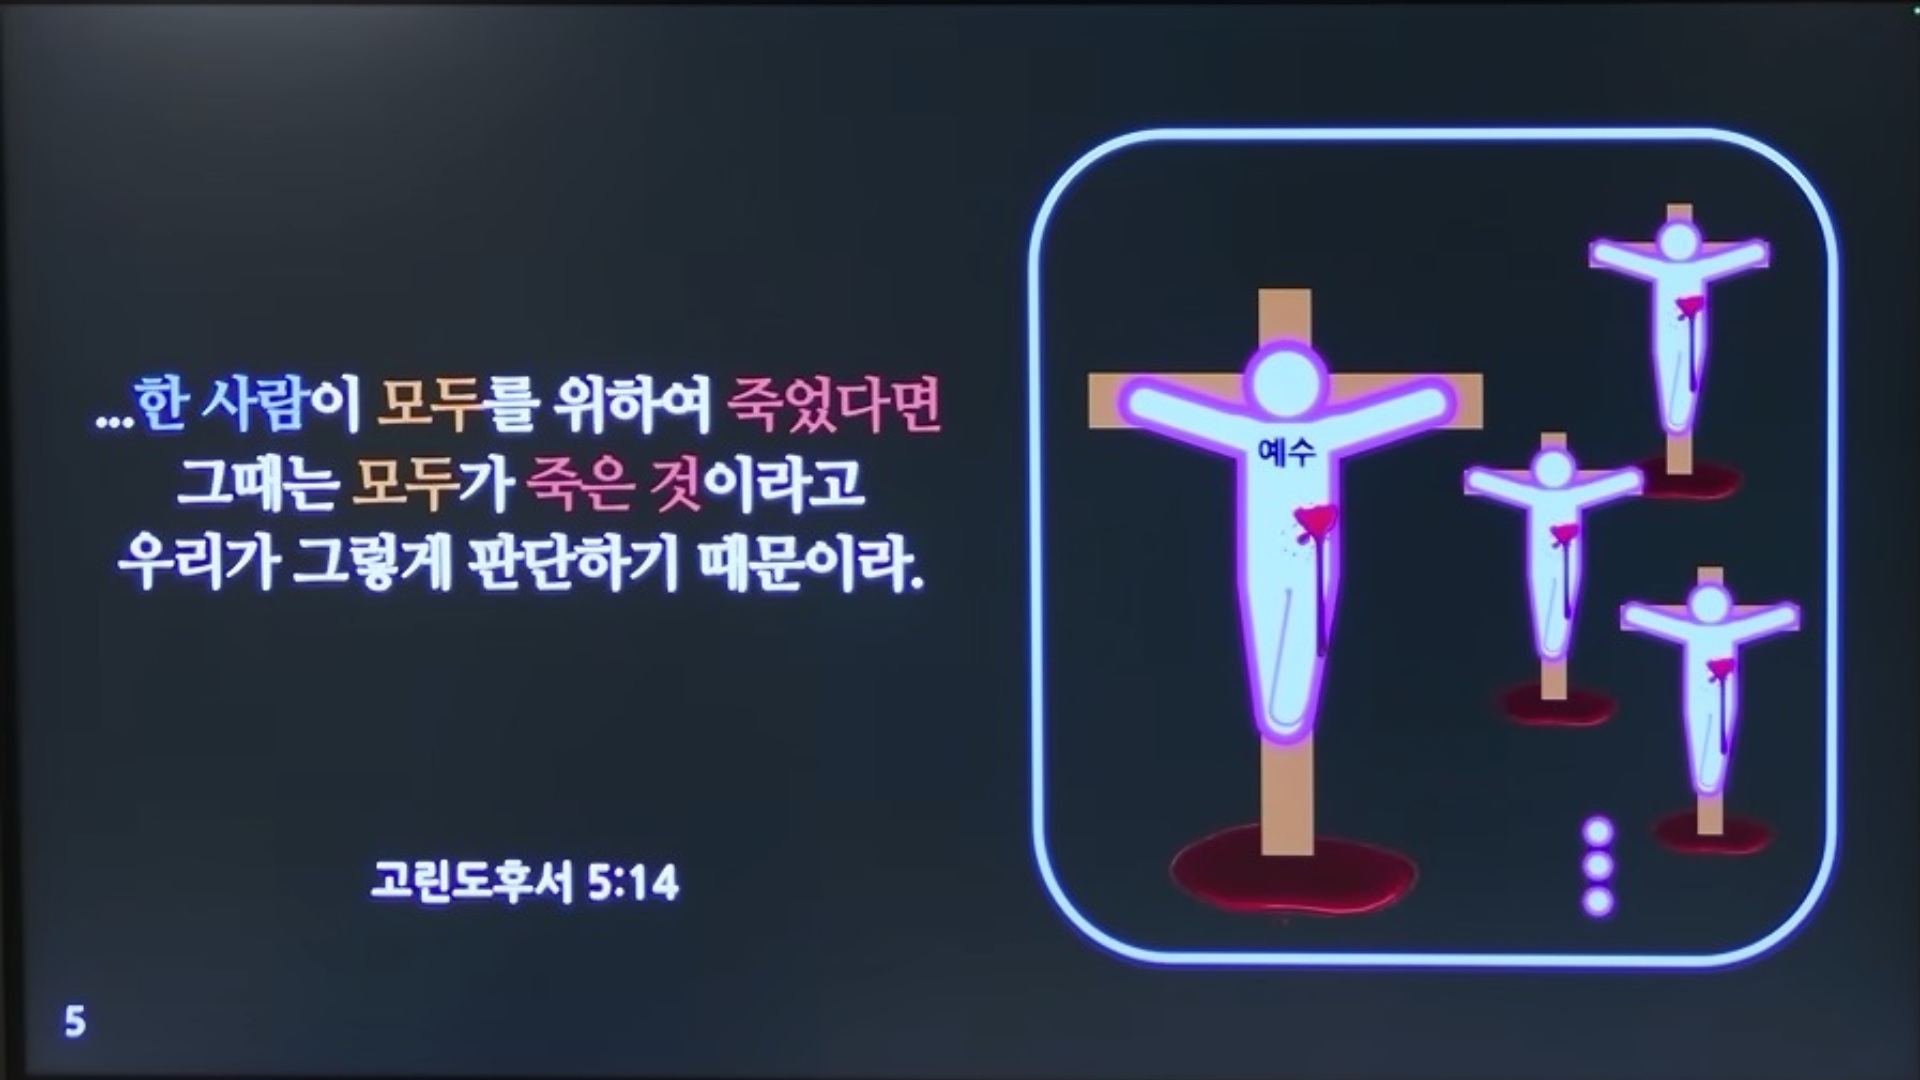 ...한 사람이 모두를 위하여 죽었다면
그때는 모두가 죽은 것이라고
우리가 그렇게 판단하기 때문이라.
고린도후서 5:14
예수
5